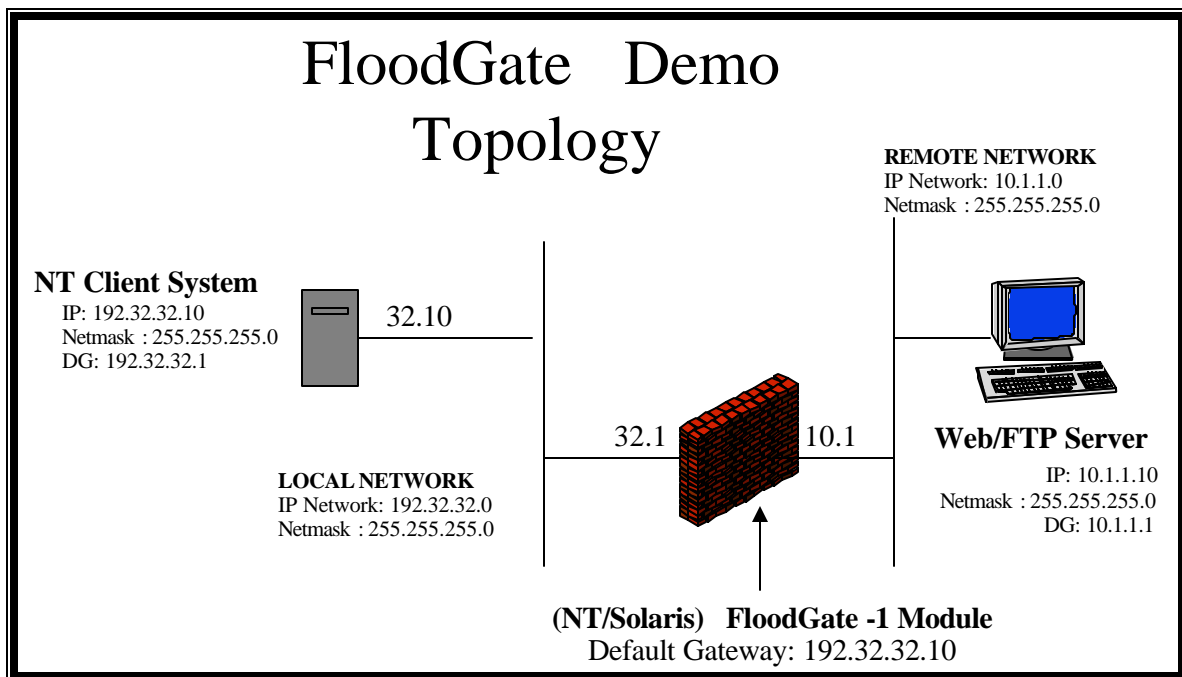 FloodGate Demo
Topology
REMOTE NETWORK
IP Network: 10.1.1.0
Netmask : 255.255.255.0
NT Client System
IP: 192.32.32.10
Netmask : 255.255.255.0
DG: 192.32.32.1
32.10
32.1
10.1
Web/FTP Server
IP: 10.1.1.10
Netmask : 255.255.255.0
DG: 10.1.1.1
LOCAL NETWORK
IP Network: 192.32.32.0
Netmask : 255.255.255.0
(NT/Solaris) FloodGate -1 Module
Default Gateway: 192.32.32.10